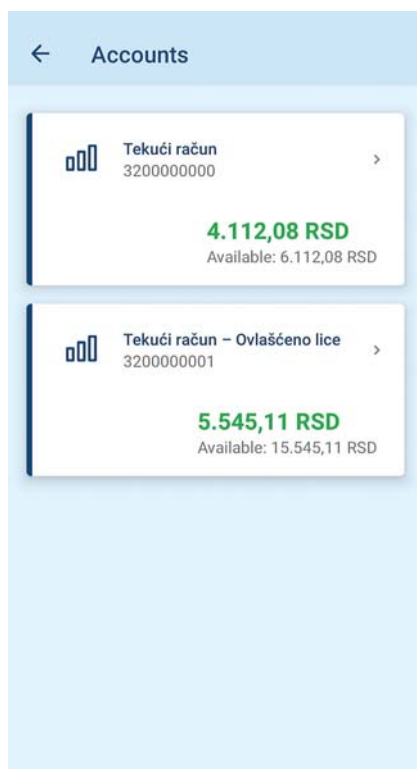 Accounts
Tekući račun
3200000000
4.112,08 RSD
Available: 6.112,08 RSD
Tekući račun – Ovlašćeno lice
3200000001
5.545,11 RSD
Available: 15.545,11 RSD